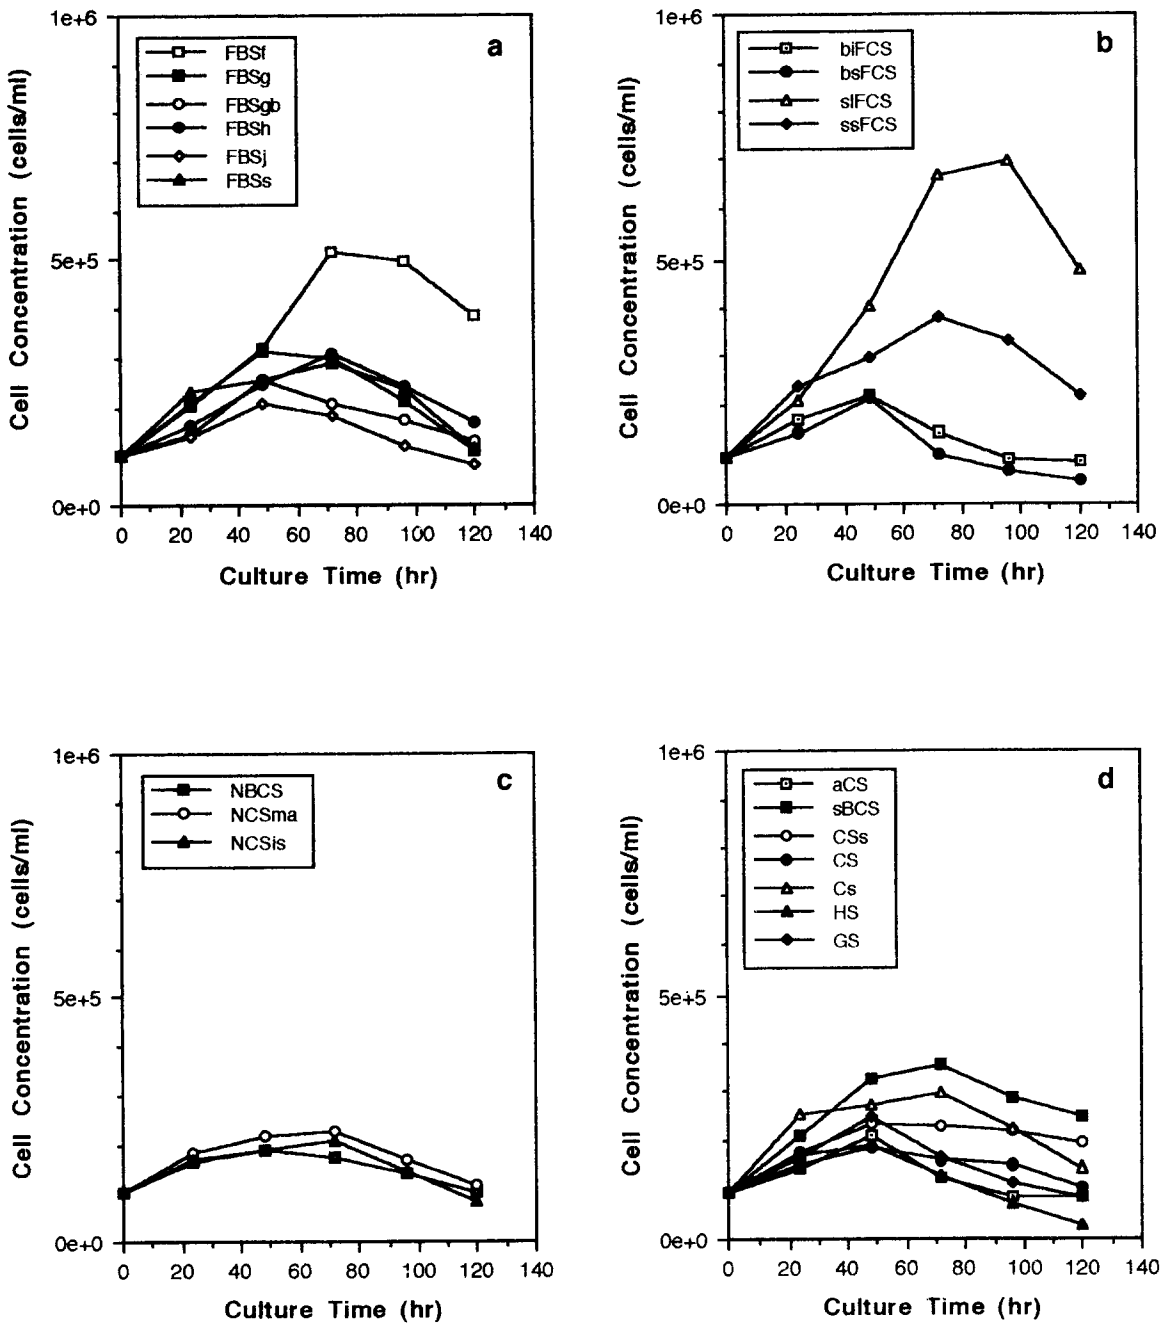 a
1e+6
5e+5
0e+0
Cell Concentration (cells/ml)
FBSf
FBSg
FBSgb
FBSh
FBSj
FBSs
0 20 40 60 80 100 120 140
Culture Time (hr)
b
1e+6
5e+5
0e+0
Cell Concentration (cells/ml)
biFCS
bsFCS
slFCS
ssFCS
0 20 40 60 80 100 120 140
Culture Time (hr)
c
1e+6
5e+5
0e+0
Cell Concentration (cells/ml)
NBCS
NCSma
NCSis
0 20 40 60 80 100 120 140
Culture Time (hr)
d
1e+6
5e+5
0e+0
Cell Concentration (cells/ml)
aCS
sBCS
CSs
CS
Cs
HS
GS
0 20 40 60 80 100 120 140
Culture Time (hr)